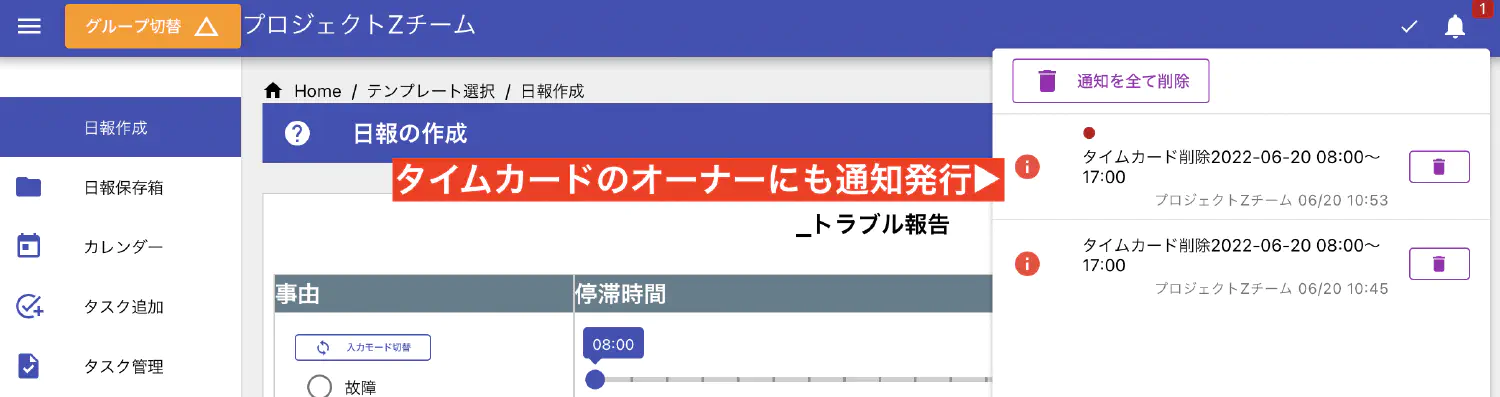 グループ切替
プロジェクトZチーム
1
通知を全て削除
Home / テンプレート選択 / 日報作成
日報作成
日報の作成
タイムカード削除2022-06-20 08:00〜
17:00
プロジェクトZチーム 06/20 10:53
タイムカードのオーナーにも通知発行▶
日報保存箱
_トラブル報告
カレンダー
タイムカード削除2022-06-20 08:00〜
17:00
プロジェクトZチーム 06/20 10:45
事由
停滞時間
タスク追加
入力モード切替
08:00
タスク管理
故障